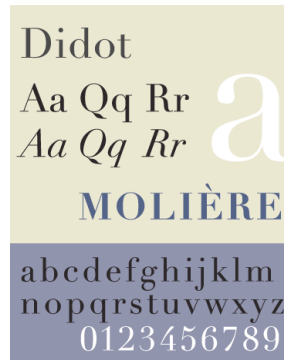 Didot
Aa Qq Rr
a
Aa Qq Rr
MOLIÈRE
abcdefghijklm
nopqrstuvwxyz
0123456789